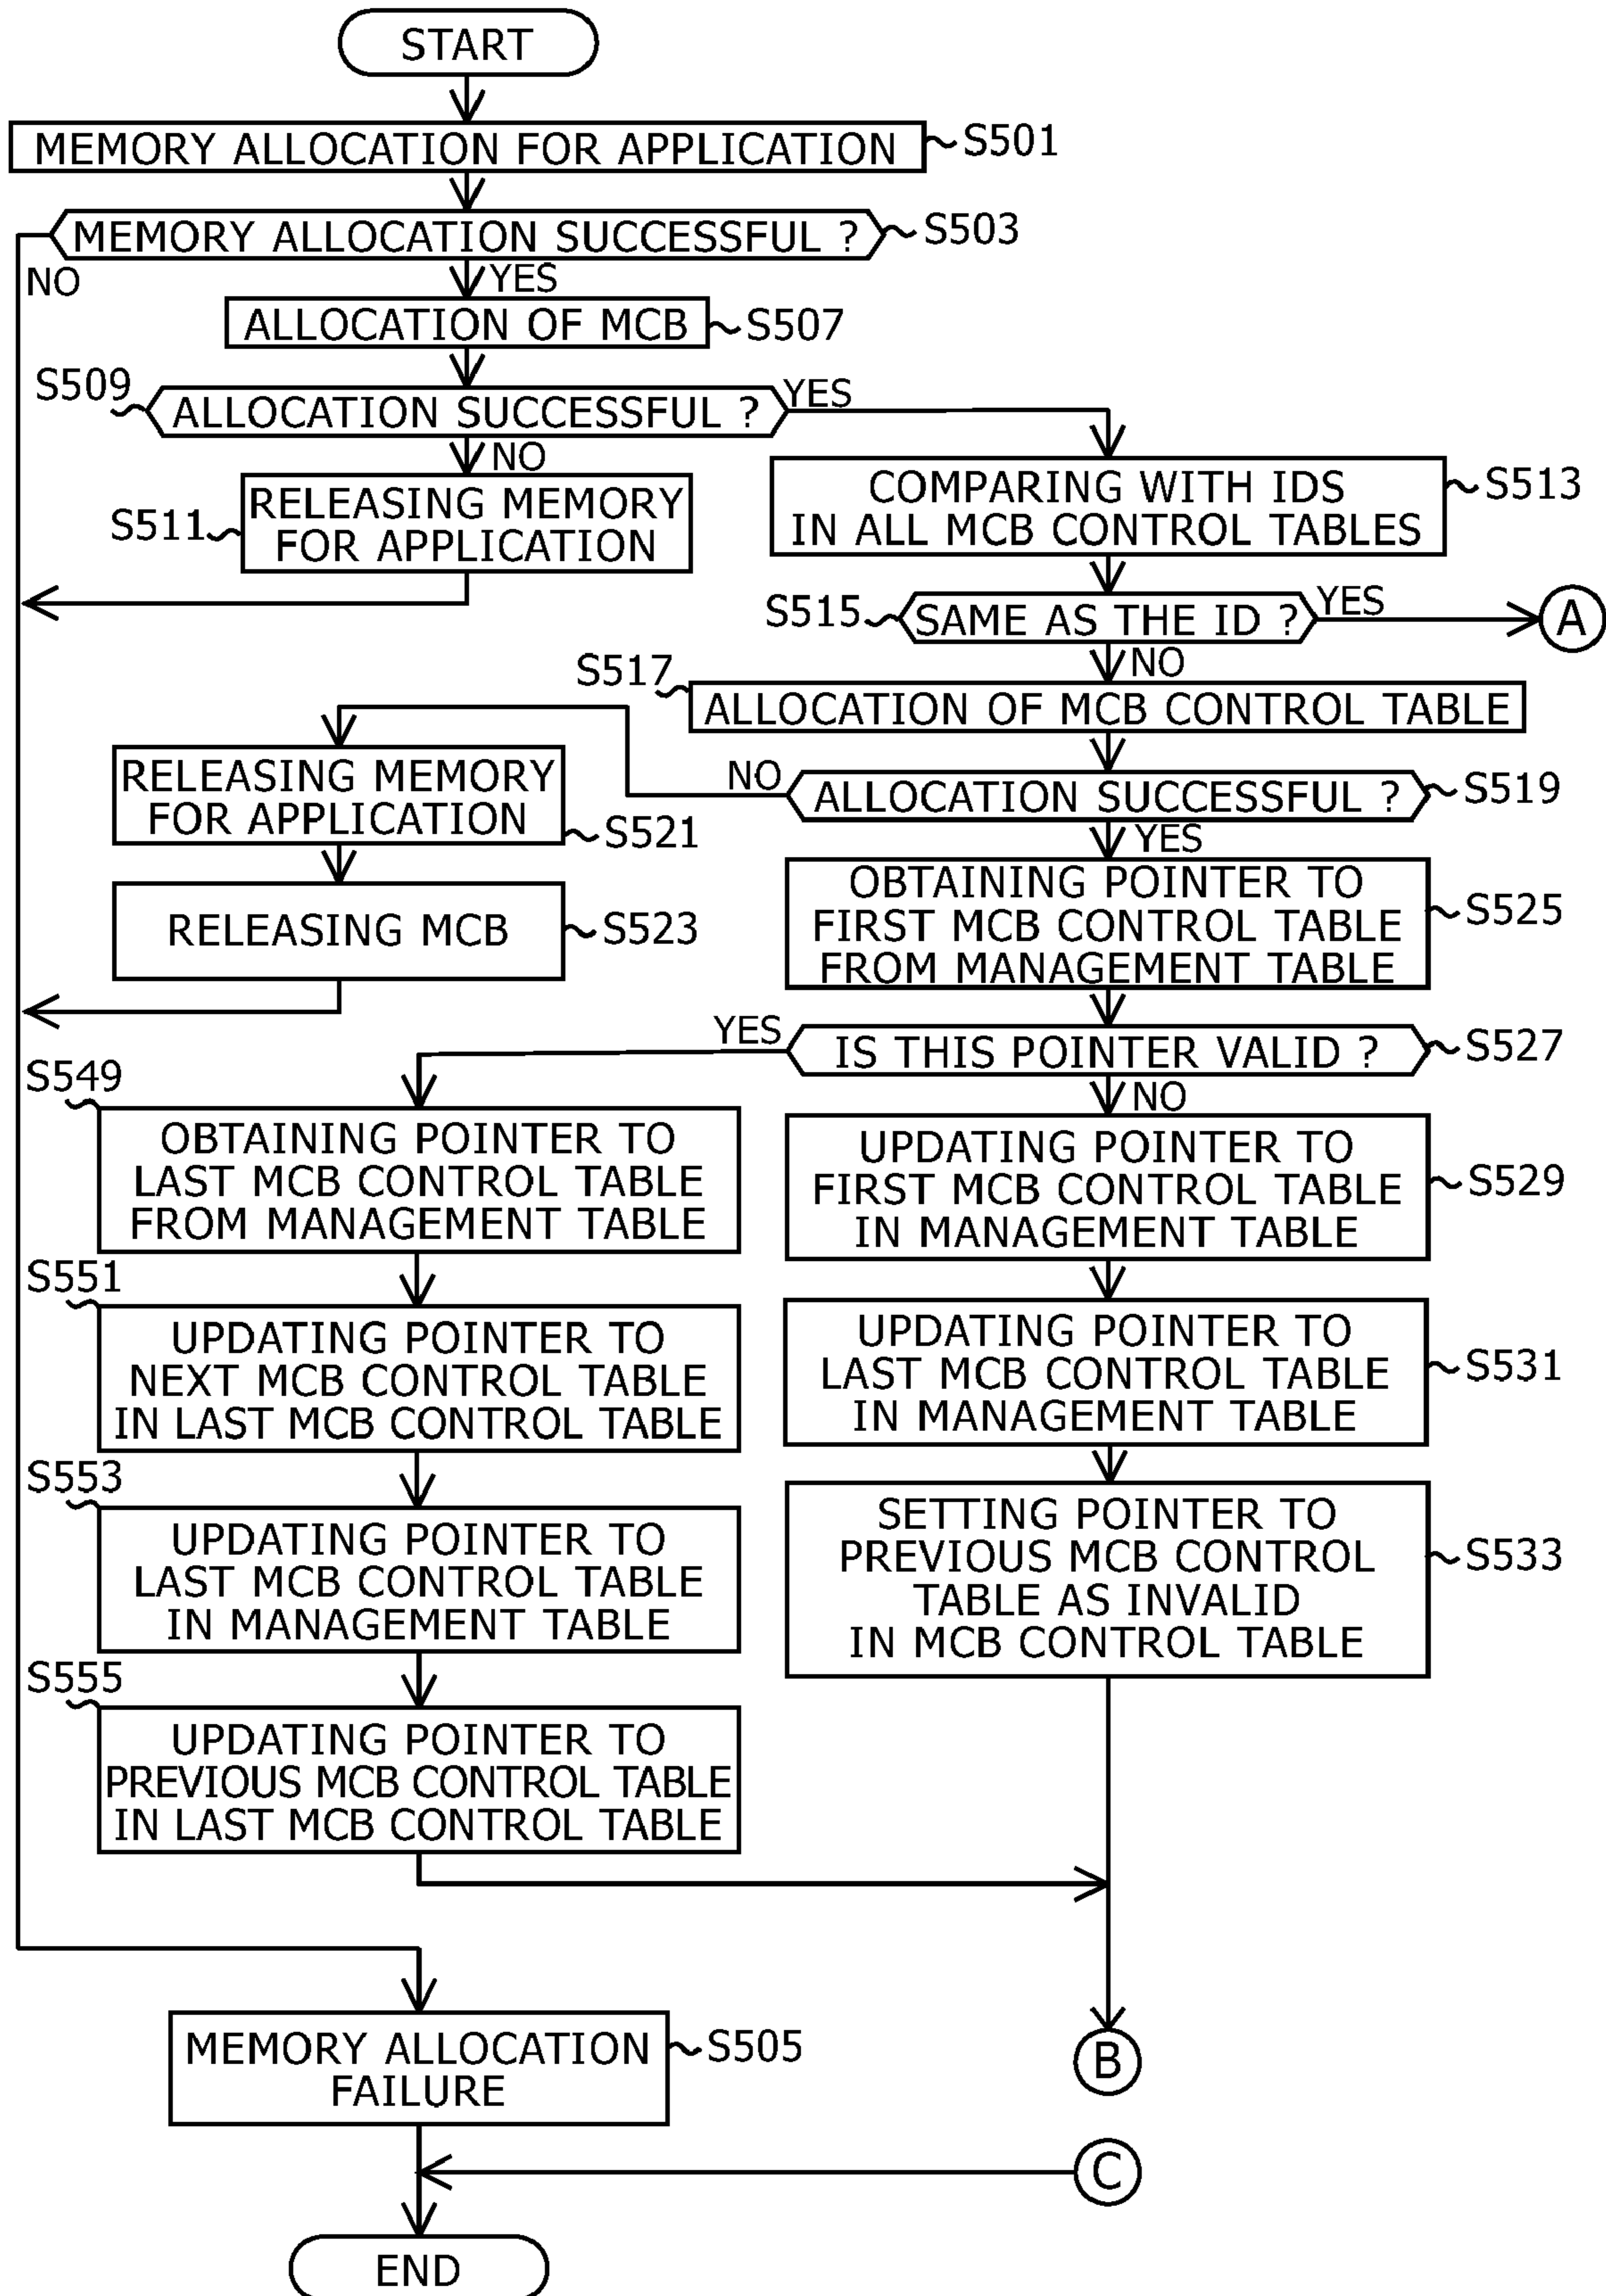 START
MEMORY ALLOCATION FOR APPLICATION
S501
MEMORY ALLOCATION SUCCESSFUL ?
S503
NO
YES
ALLOCATION OF MCB
S507
S509
ALLOCATION SUCCESSFUL ?
YES
NO
S511
RELEASING MEMORY
FOR APPLICATION
COMPARING WITH IDS
IN ALL MCB CONTROL TABLES
S513
S515
SAME AS THE ID ?
YES
A
NO
S517
ALLOCATION OF MCB CONTROL TABLE
ALLOCATION SUCCESSFUL ?
S519
NO
YES
RELEASING MEMORY
FOR APPLICATION
S521
RELEASING MCB
S523
OBTAINING POINTER TO
FIRST MCB CONTROL TABLE
FROM MANAGEMENT TABLE
S525
IS THIS POINTER VALID ?
S527
YES
NO
S549
OBTAINING POINTER TO
LAST MCB CONTROL TABLE
FROM MANAGEMENT TABLE
UPDATING POINTER TO
FIRST MCB CONTROL TABLE
IN MANAGEMENT TABLE
S529
S551
UPDATING POINTER TO
NEXT MCB CONTROL TABLE
IN LAST MCB CONTROL TABLE
UPDATING POINTER TO
LAST MCB CONTROL TABLE
IN MANAGEMENT TABLE
S531
S553
UPDATING POINTER TO
LAST MCB CONTROL TABLE
IN MANAGEMENT TABLE
SETTING POINTER TO
PREVIOUS MCB CONTROL
TABLE AS INVALID
IN MCB CONTROL TABLE
S533
S555
UPDATING POINTER TO
PREVIOUS MCB CONTROL TABLE
IN LAST MCB CONTROL TABLE
MEMORY ALLOCATION
FAILURE
S505
B
C
END